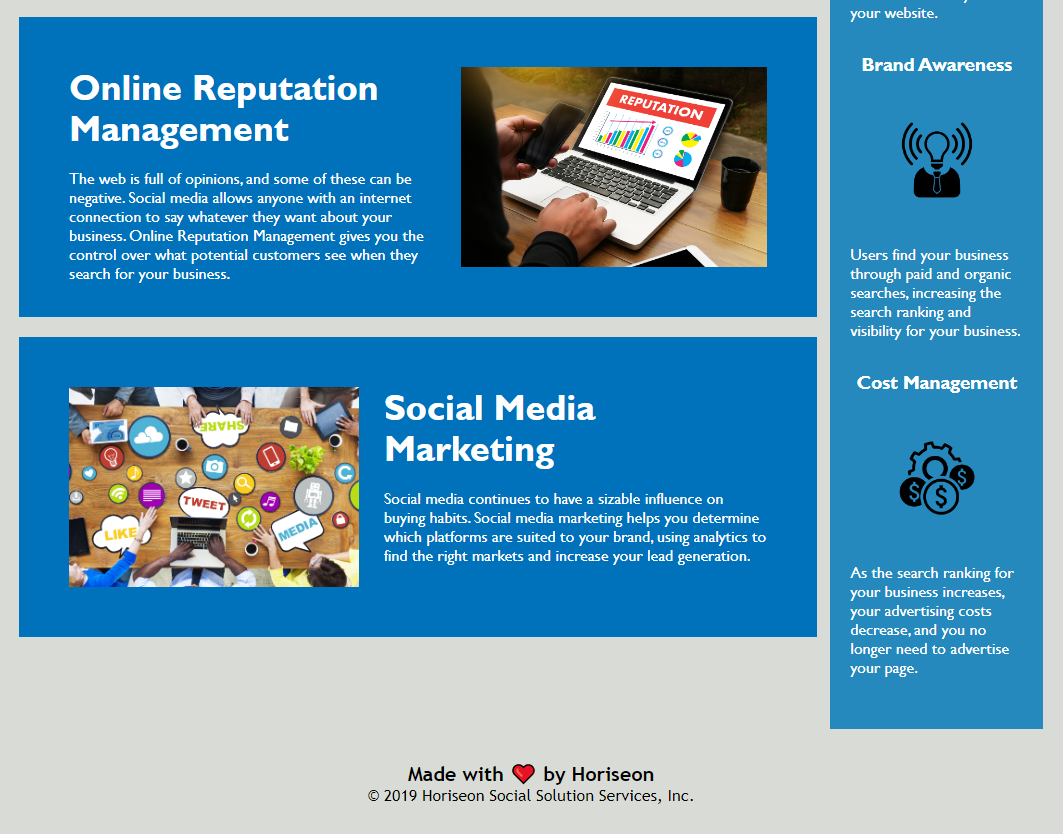 Online Reputation
Management
The web is full of opinions, and some of these can be
negative. Social media allows anyone with an internet
connection to say whatever they want about your
business. Online Reputation Management gives you the
control over what potential customers see when they
search for your business.
REPUTATION
SHARE
TWEET
LIKE
MEDIA
Social Media
Marketing
Social media continues to have a sizable influence on
buying habits. Social media marketing helps you determine
which platforms are suited to your brand, using analytics to
find the right markets and increase your lead generation.
your website.
Brand Awareness
Users find your business
through paid and organic
searches, increasing the
search ranking and
visibility for your business.
Cost Management
$ $ $
As the search ranking for
your business increases,
your advertising costs
decrease, and you no
longer need to advertise
your page.
Made with ❤️ by Horiseon
© 2019 Horiseon Social Solution Services, Inc.